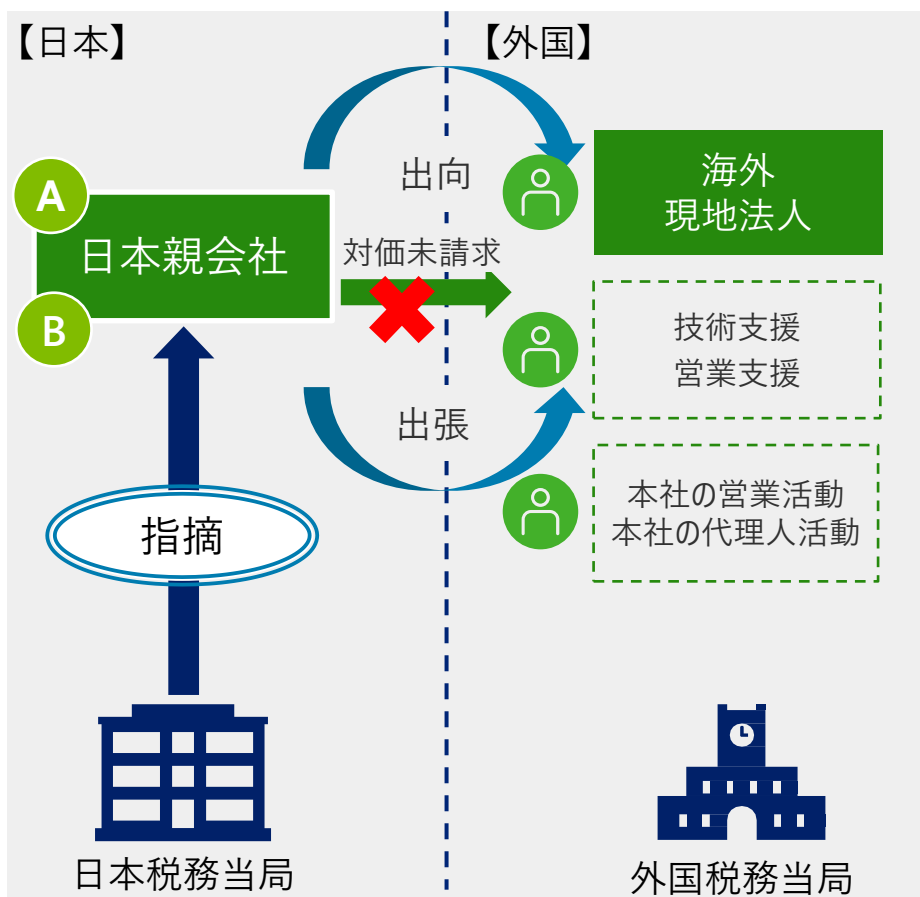 【日本】
【外国】
出向
海外
現地法人
A
日本親会社
B
対価未請求
技術支援
営業支援
出張
本社の営業活動
本社の代理人活動
指摘
日本税務当局
外国税務当局